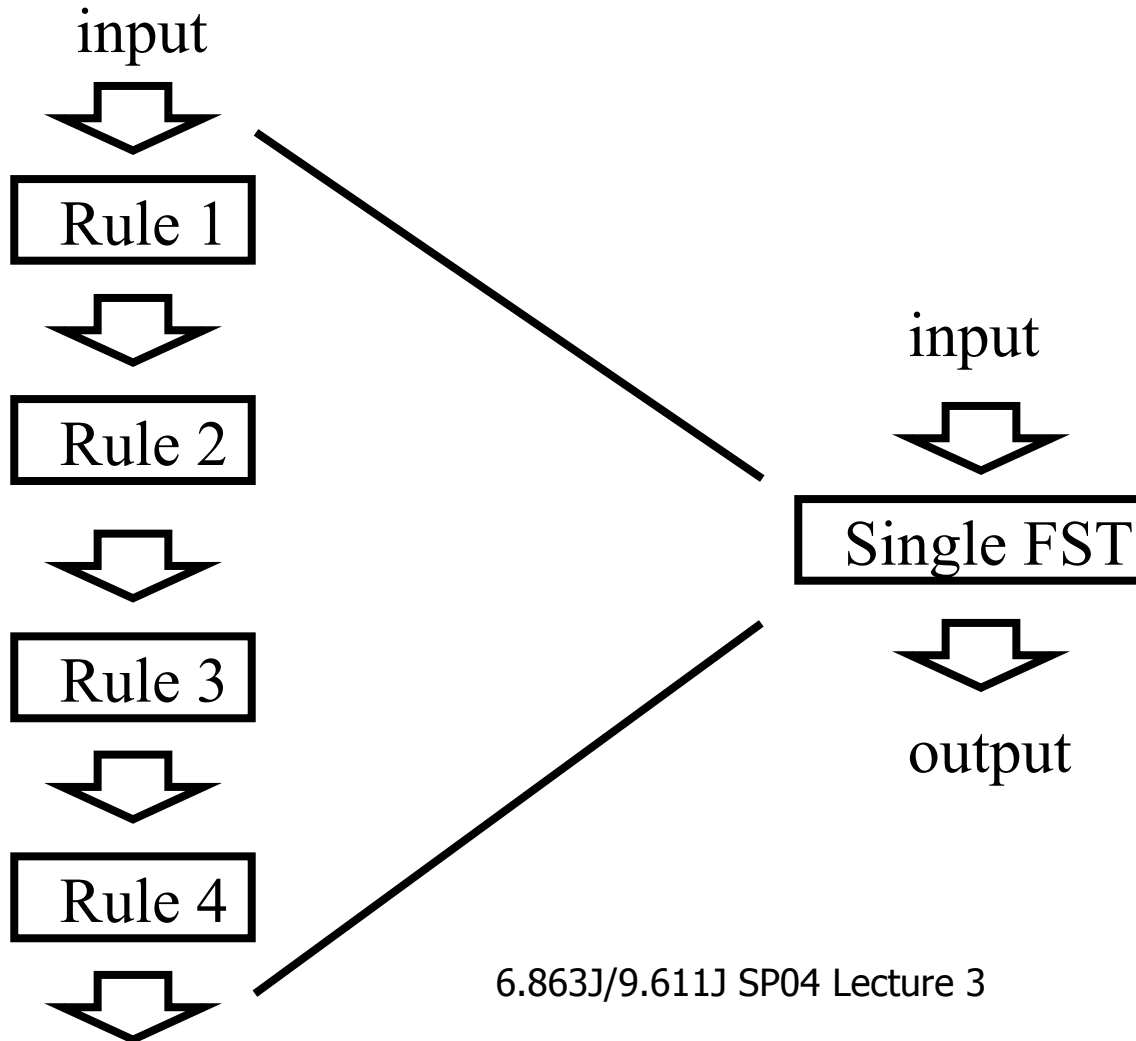 input
Rule 1
Rule 2
Rule 3
Rule 4
input
Single FST
output
6.863J/9.611J SP04 Lecture 3